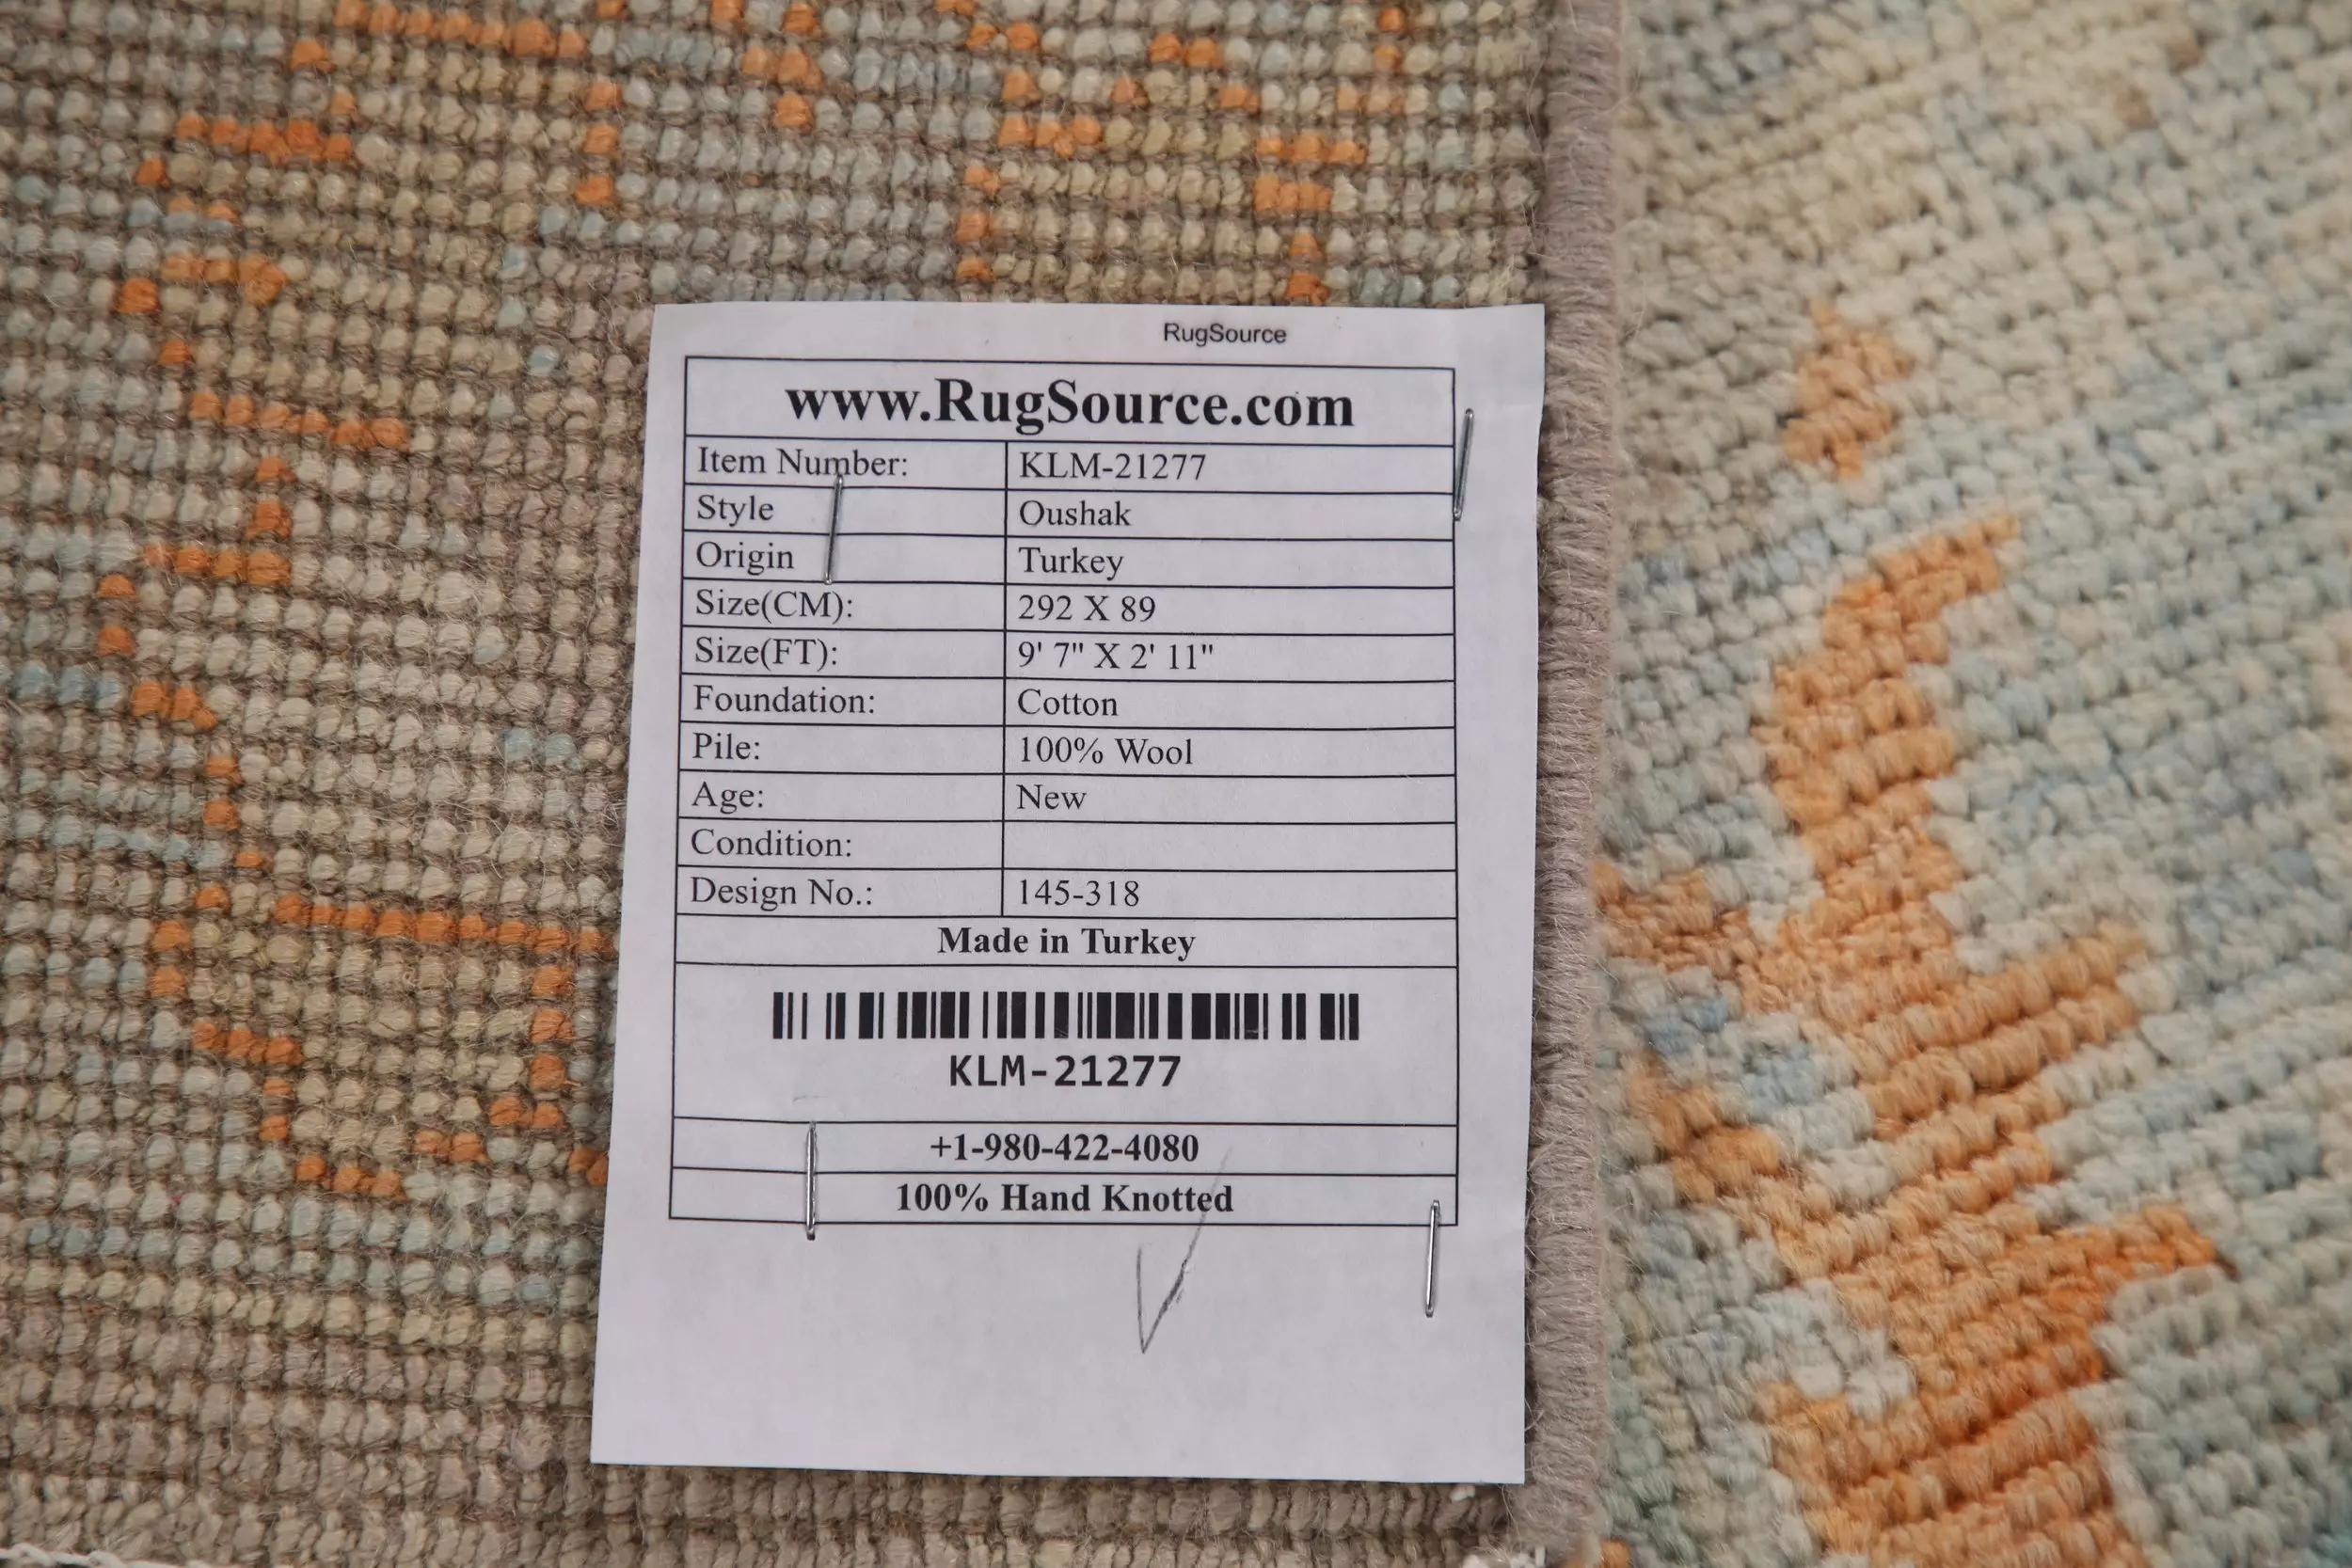 RugSource
www.RugSource.com
Item Number: KLM-21277
Style Oushak
Origin Turkey
Size(CM): 292 X 89
Size(FT): 9' 7" X 2' 11"
Foundation: Cotton
Pile: 100% Wool
Age: New
Condition:
Design No.: 145-318
Made in Turkey
KLM-21277
+1-980-422-4080
100% Hand Knotted